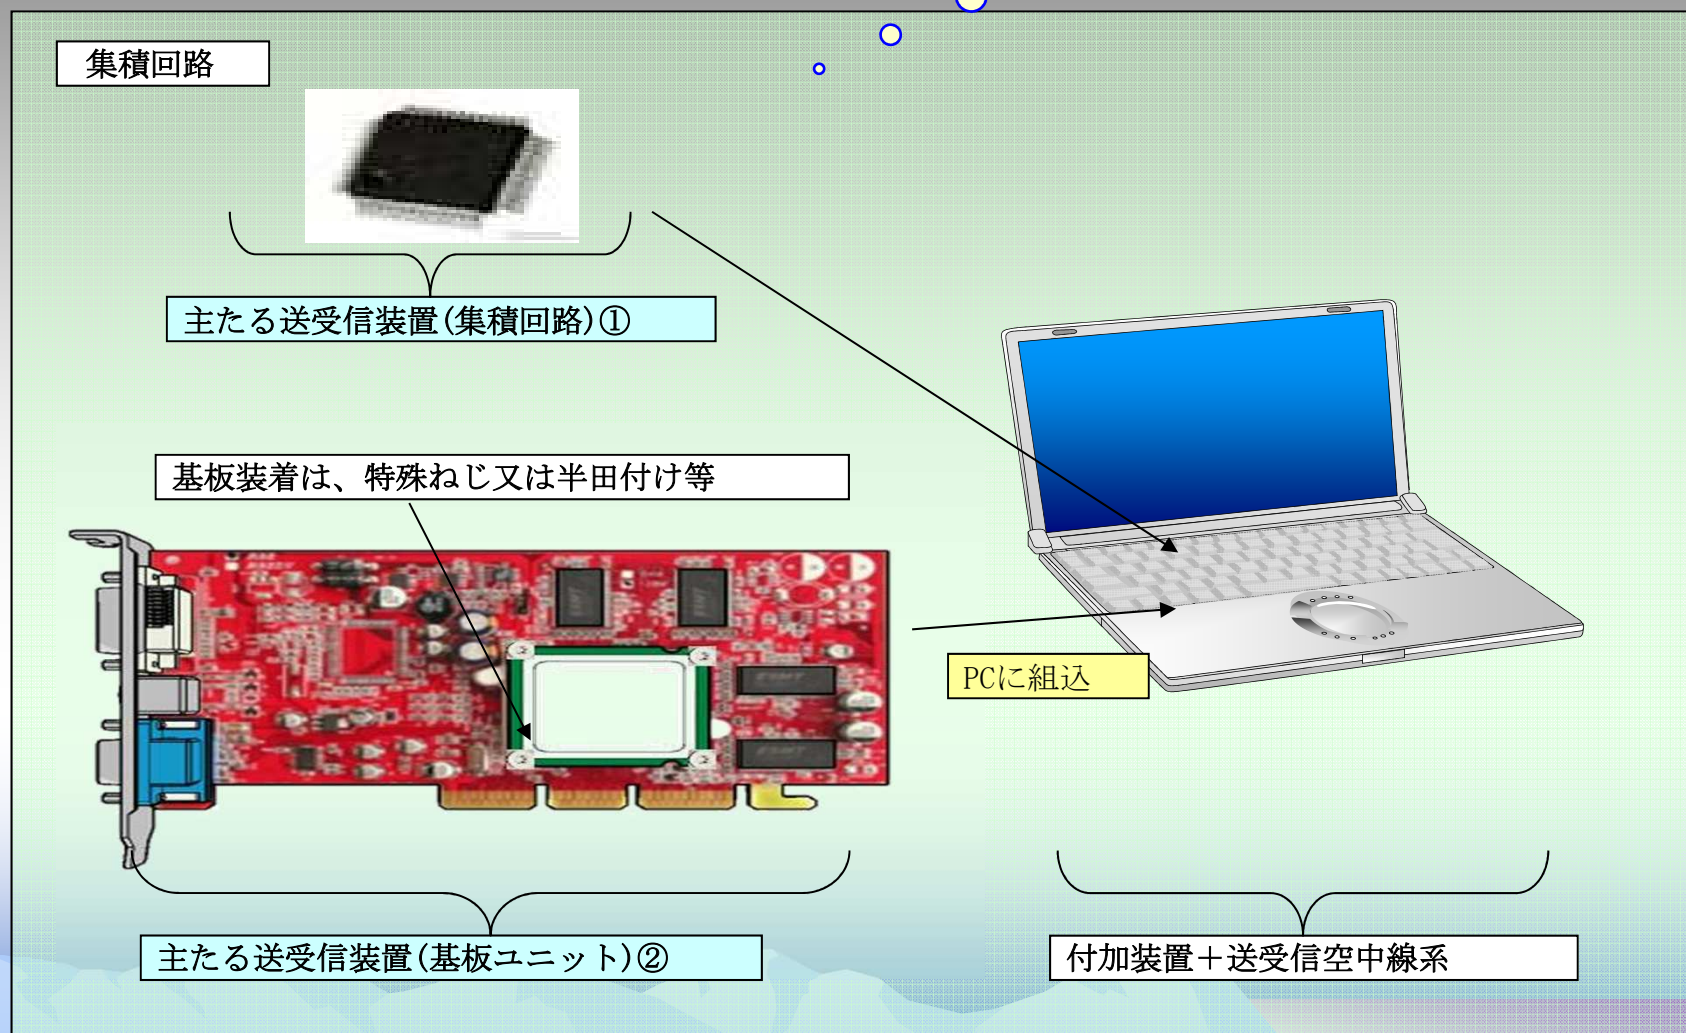 集積回路
主たる送受信装置(集積回路)①
基板装着は、特殊ねじ又は半田付け等
PCに組込
主たる送受信装置(基板ユニット)②
付加装置＋送受信空中線系